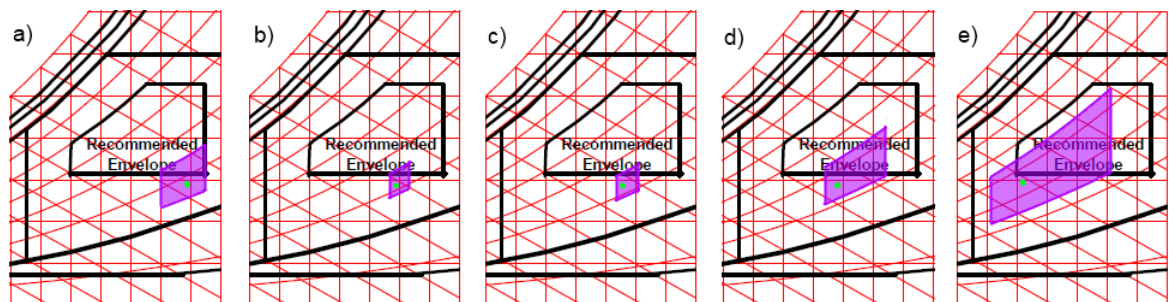 a)
Recommended
Envelope
b)
Recommended
Envelope
c)
Recommended
Envelope
d)
Recommended
Envelope
e)
Recommended
Envelope